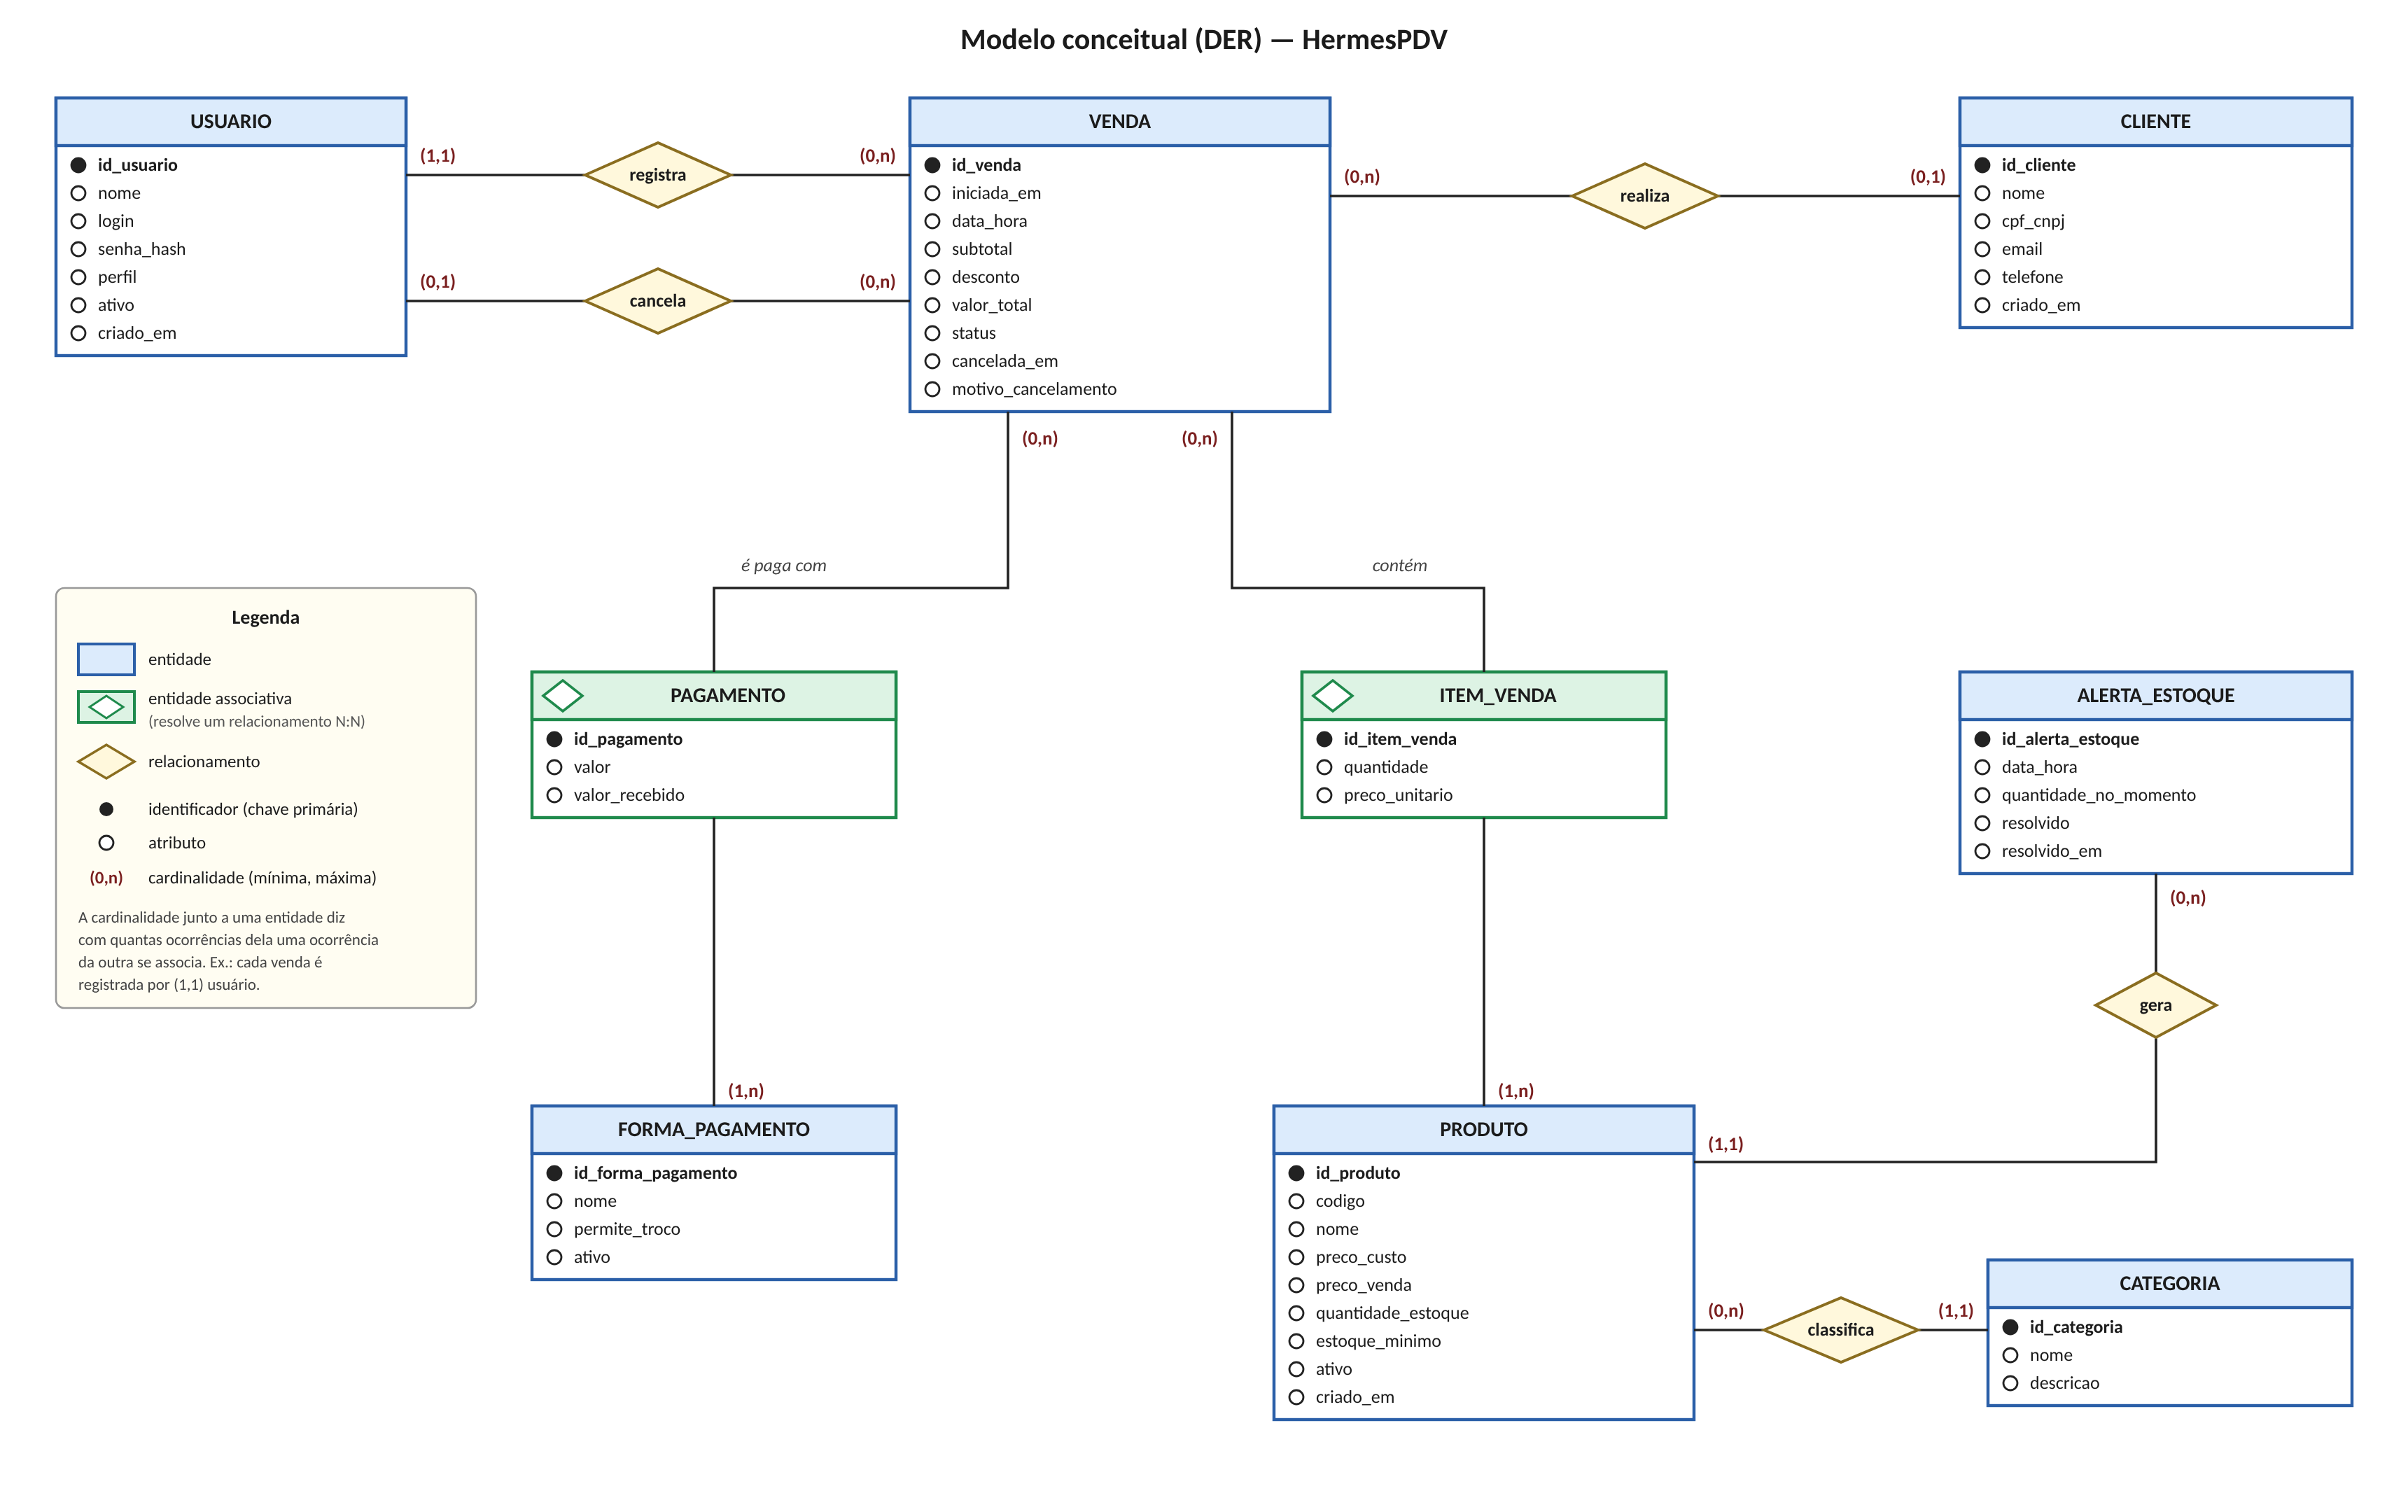 Modelo conceitual (DER) — HermesPDV
USUARIO
id_usuario
nome
login
senha_hash
perfil
ativo
criado_em
(1,1)
registra
(0,n)
(0,1)
cancela
(0,n)
VENDA
id_venda
iniciada_em
data_hora
subtotal
desconto
valor_total
status
cancelada_em
motivo_cancelamento
(0,n)
realiza
(0,1)
CLIENTE
id_cliente
nome
cpf_cnpj
email
telefone
criado_em
(0,n)
(0,n)
é paga com
contém
Legenda
entidade
entidade associativa
(resolve um relacionamento N:N)
relacionamento
identificador (chave primária)
atributo
(0,n) cardinalidade (mínima, máxima)
A cardinalidade junto a uma entidade diz
com quantas ocorrências dela uma ocorrência
da outra se associa. Ex.: cada venda é
registrada por (1,1) usuário.
PAGAMENTO
id_pagamento
valor
valor_recebido
ITEM_VENDA
id_item_venda
quantidade
preco_unitario
ALERTA_ESTOQUE
id_alerta_estoque
data_hora
quantidade_no_momento
resolvido
resolvido_em
(0,n)
gera
(1,n)
FORMA_PAGAMENTO
id_forma_pagamento
nome
permite_troco
ativo
(1,n)
PRODUTO
id_produto
codigo
nome
preco_custo
preco_venda
quantidade_estoque
estoque_minimo
ativo
criado_em
(1,1)
(0,n)
classifica
(1,1)
CATEGORIA
id_categoria
nome
descricao